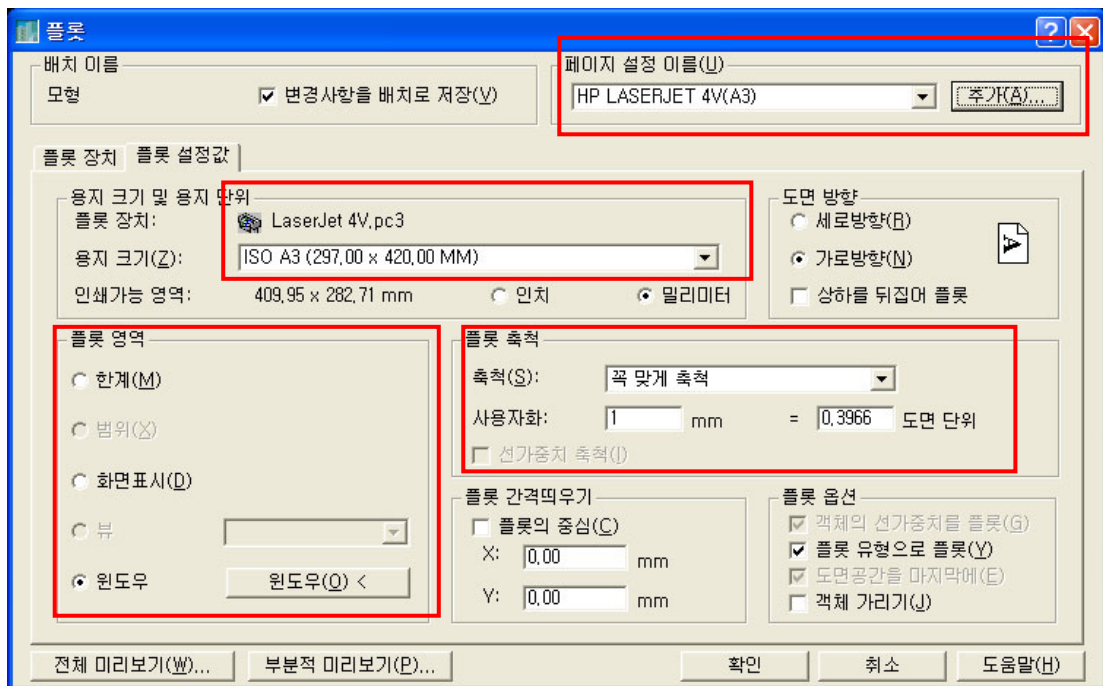 플롯
배치 이름
모형
변경사항을 배치로 저장(V)
페이지 설정 이름(U)
HP LASERJET 4V(A3)
추가(A)...
플롯 장치
플롯 설정값
용지 크기 및 용지 단위
플롯 장치:
LaserJet 4V.pc3
용지 크기(Z):
ISO A3 (297.00 x 420.00 MM)
인쇄가능 영역:
409.95 x 282.71 mm
인치
밀리미터
도면 방향
세로방향(R)
가로방향(N)
상하를 뒤집어 플롯
A
플롯 영역
한계(M)
범위(X)
화면표시(D)
뷰
윈도우
윈도우(O) <
플롯 축척
축척(S):
꼭 맞게 축척
사용자화:
1 mm = 0.3966 도면 단위
선가중치 축척(I)
플롯 간격띄우기
플롯의 중심(C)
X: 0.00 mm
Y: 0.00 mm
플롯 옵션
객체의 선가중치를 플롯(G)
플롯 유형으로 플롯(Y)
도면공간을 마지막에(E)
객체 가리기(J)
전체 미리보기(W)...
부분적 미리보기(P)...
확인
취소
도움말(H)